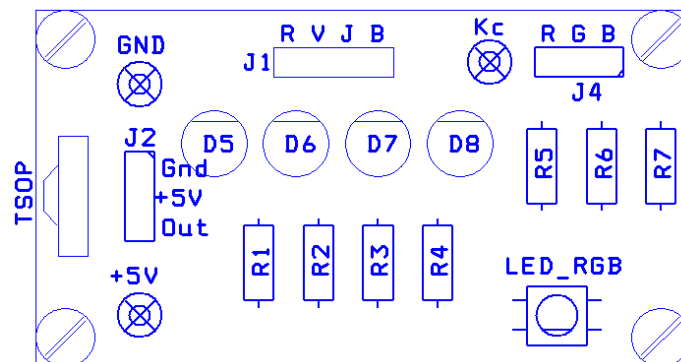 GND
R V J B
J1
Kc
R G B
J4
J2
D5 D6 D7 D8
Gnd
+5V
Out
TSOP
R5 R6 R7
R1 R2 R3 R4
+5V
LED_RGB